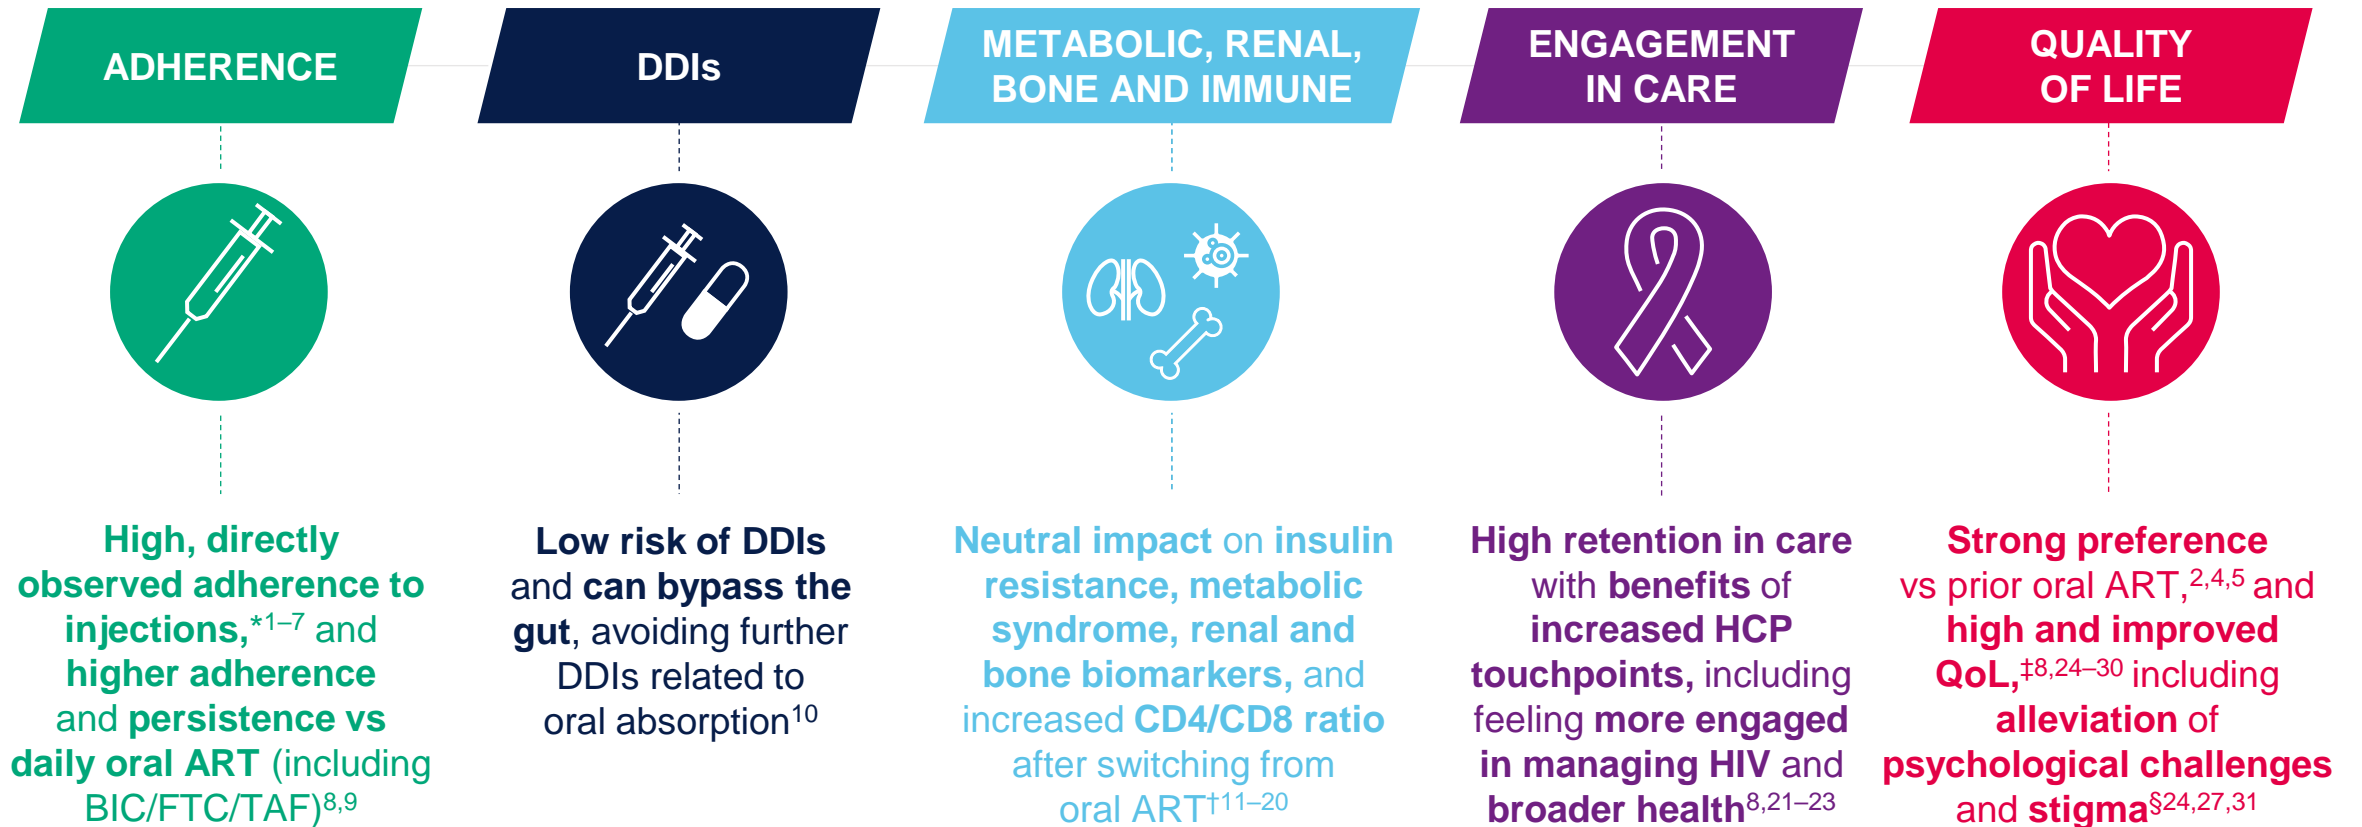 ADHERENCE
High, directly
observed adherence to
injections,*1–7 and
higher adherence
and persistence vs
daily oral ART (including
BIC/FTC/TAF)8,9
DDIs
Low risk of DDIs
and can bypass the
gut, avoiding further
DDIs related to
oral absorption10
METABOLIC, RENAL,
BONE AND IMMUNE
Neutral impact on insulin
resistance, metabolic
syndrome, renal and
bone biomarkers, and
increased CD4/CD8 ratio
after switching from
oral ART†11–20
ENGAGEMENT
IN CARE
High retention in care
with benefits of
increased HCP
touchpoints, including
feeling more engaged
in managing HIV and
broader health8,21–23
QUALITY
OF LIFE
Strong preference
vs prior oral ART,2,4,5 and
high and improved
QoL,‡8,24–30 including
alleviation of
psychological challenges
and stigma§24,27,31